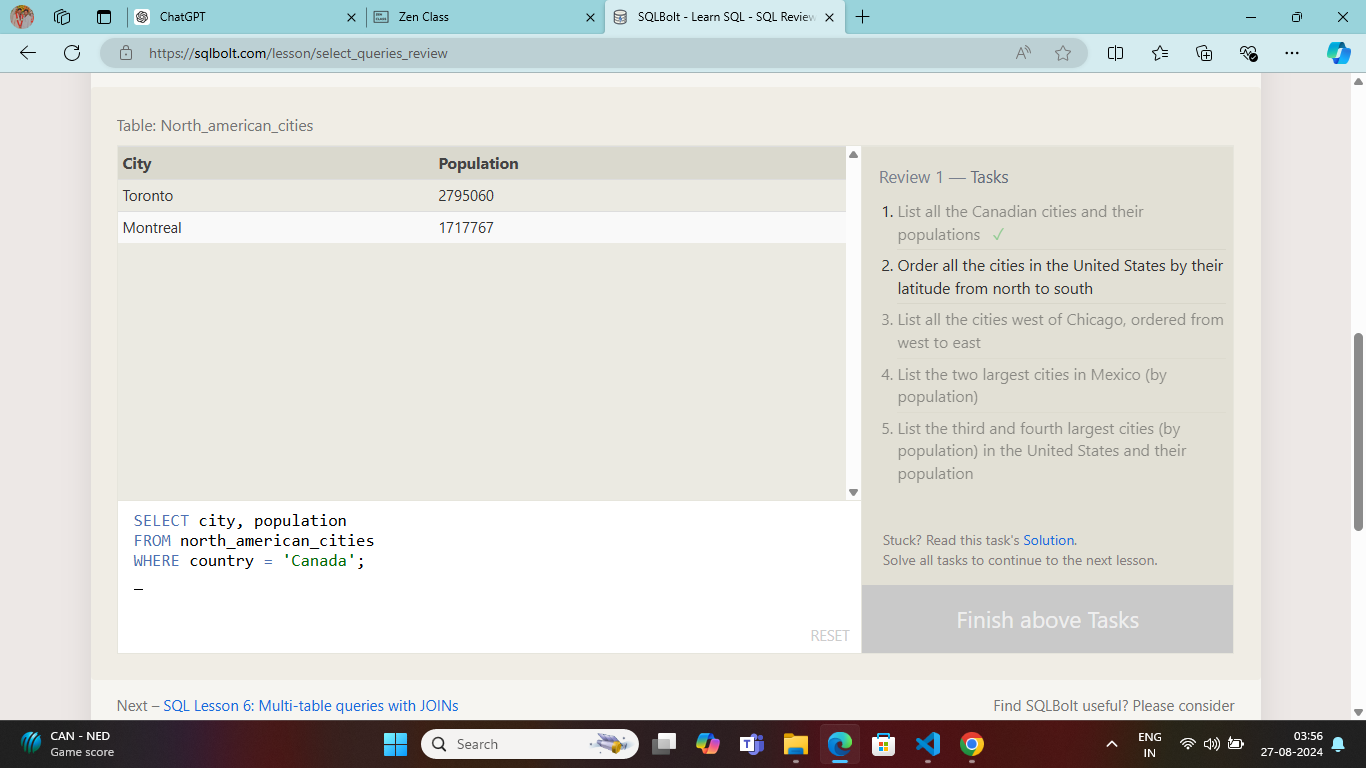 ChatGPT
Zen Class
SQLBolt - Learn SQL - SQL Review
https://sqlbolt.com/lesson/select_queries_review
Table: North_american_cities
City Population
Toronto 2795060
Montreal 1717767
Review 1 — Tasks
1. List all the Canadian cities and their
populations ✓
2. Order all the cities in the United States by their
latitude from north to south
3. List all the cities west of Chicago, ordered from
west to east
4. List the two largest cities in Mexico (by
population)
5. List the third and fourth largest cities (by
population) in the United States and their
population
Stuck? Read this task's Solution.
Solve all tasks to continue to the next lesson.
Finish above Tasks
SELECT city, population
FROM north_american_cities
WHERE country = 'Canada';
RESET
Next – SQL Lesson 6: Multi-table queries with JOINs
Find SQLBolt useful? Please consider
CAN - NED
Game score
Search
ENG
IN
03:56
27-08-2024